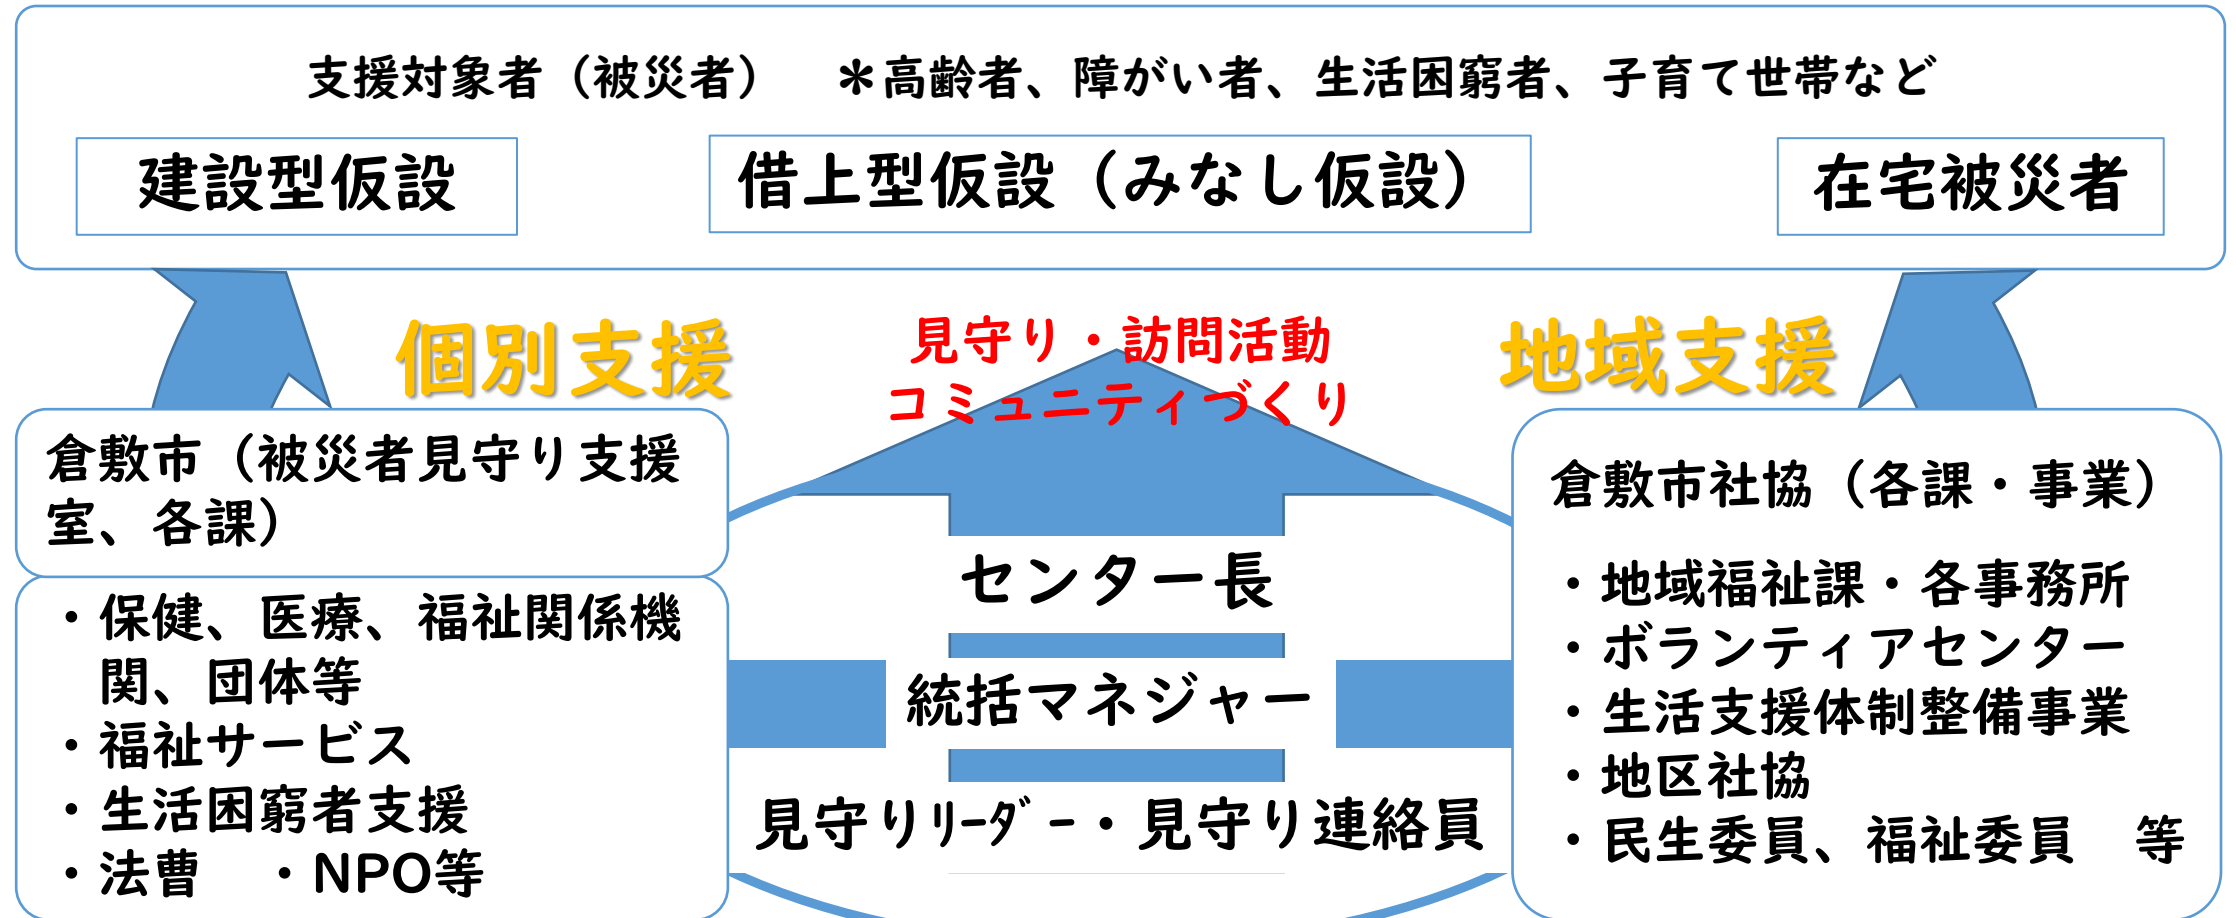 支援対象者（被災者）　＊高齢者、障がい者、生活困窮者、子育て世帯など
建設型仮設
借上型仮設（みなし仮設）
在宅被災者
個別支援
見守り・訪問活動
コミュニティづくり
地域支援
倉敷市（被災者見守り支援
室、各課）
・保健、医療、福祉関係機
関、団体等
・福祉サービス
・生活困窮者支援
・法曹　・NPO等
センター長
統括マネジャー
見守りﾘｰﾀﾞｰ・見守り連絡員
倉敷市社協（各課・事業）
・地域福祉課・各事務所
・ボランティアセンター
・生活支援体制整備事業
・地区社協
・民生委員、福祉委員　等